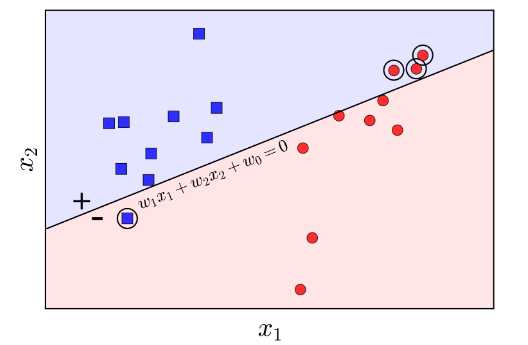 x₂
w₁x₁ + w₂x₂ + w₀ = 0
+
−
x₁